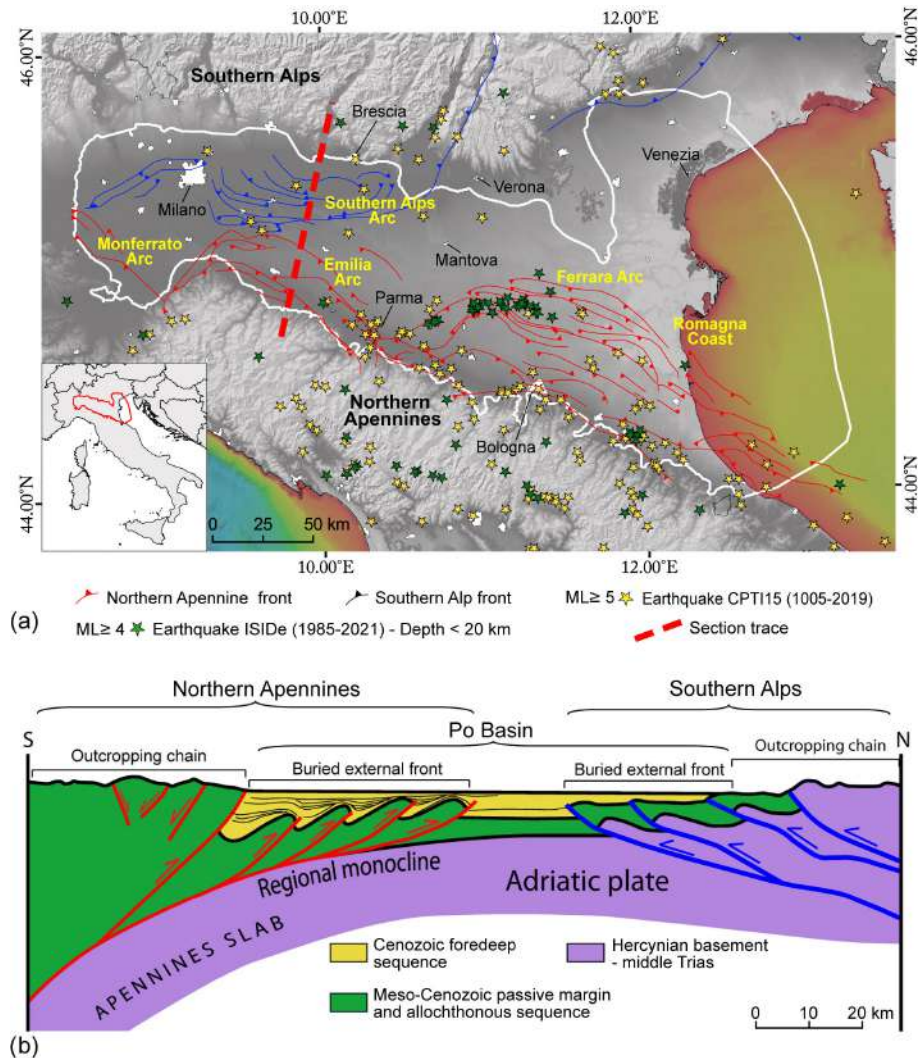 10.00°E
12.00°E
46.00°N
46.00°N
Southern Alps
Brescia
Venezia
Verona
Milano
Southern Alps
Arc
Monferrato
Arc
Emilia
Arc
Mantova
Ferrara Arc
Parma
Romagna
Coast
Northern
Apennines
Bologna
44.00°N
44.00°N
0 25 50 km
10.00°E
12.00°E
(a)
Northern Apennine front
Southern Alp front
ML≥ 5 Earthquake CPTI15 (1005-2019)
ML≥ 4 Earthquake ISIDe (1985-2021) - Depth < 20 km
Section trace
Northern Apennines
Southern Alps
S
Po Basin
N
Outcropping chain
Buried external front
Buried external front
Outcropping chain
Regional monocline
Adriatic plate
APENNINES SLAB
Cenozoic foredeep
sequence
Hercynian basement
- middle Trias
Meso-Cenozoic passive margin
and allochthonous sequence
0 10 20 km
(b)